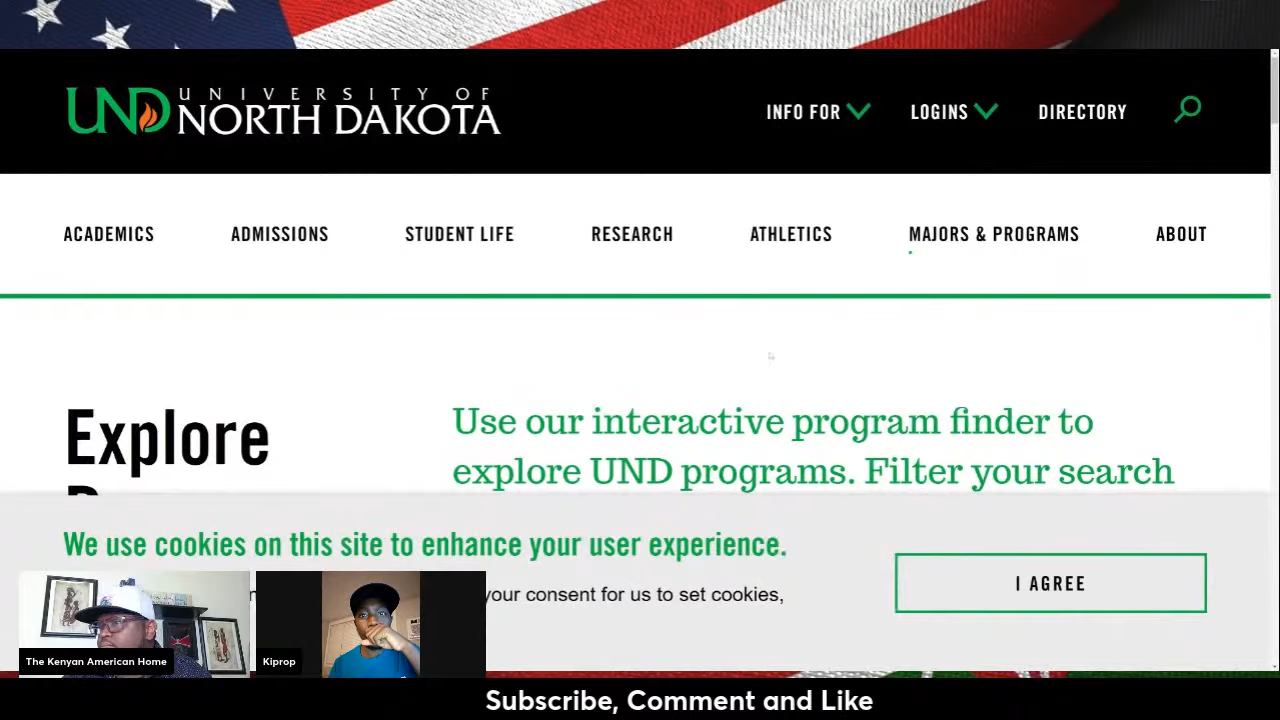 UND UNIVERSITY OF
NORTH DAKOTA
INFO FOR
LOGINS
DIRECTORY
ACADEMICS
ADMISSIONS
STUDENT LIFE
RESEARCH
ATHLETICS
MAJORS & PROGRAMS
ABOUT
Explore
Use our interactive program finder to
explore UND programs. Filter your search
We use cookies on this site to enhance your user experience.
your consent for us to set cookies,
I AGREE
The Kenyan American Home
Kiprop
Subscribe, Comment and Like